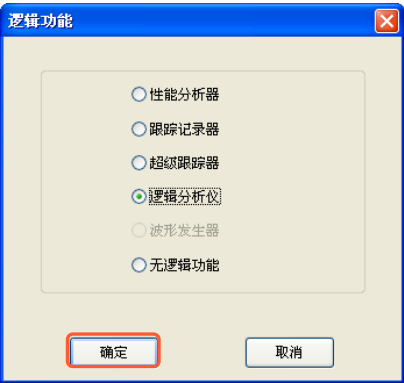 逻辑功能
性能分析器
跟踪记录器
超级跟踪器
逻辑分析仪
波形发生器
无逻辑功能
确定
取消